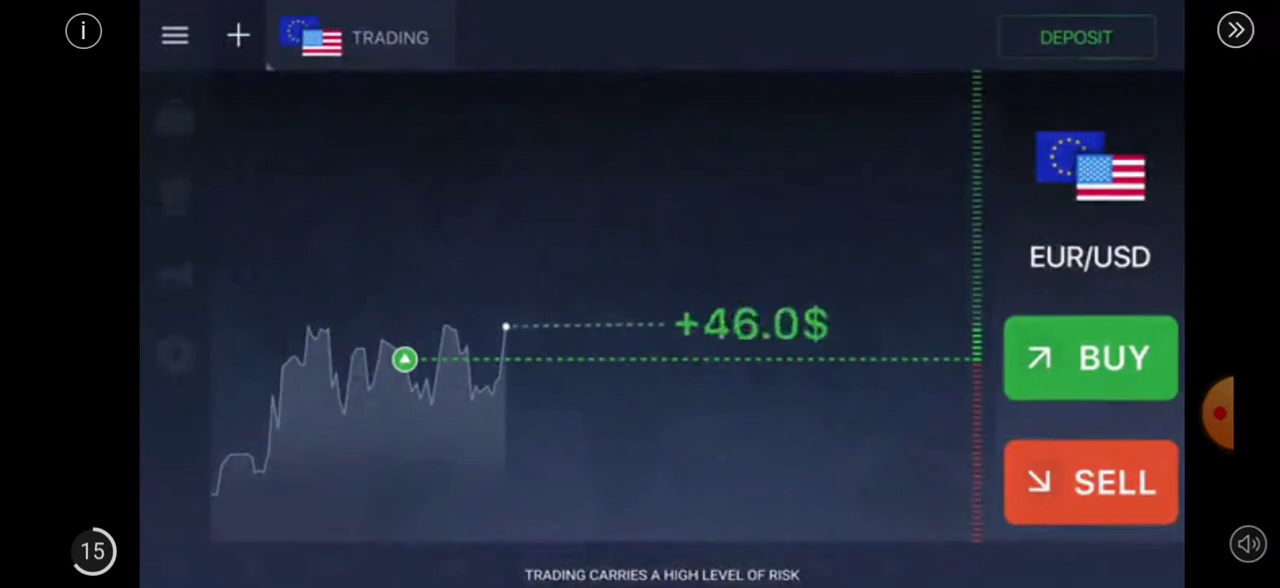 TRADING
DEPOSIT
EUR/USD
+46.0$
BUY
SELL
15
TRADING CARRIES A HIGH LEVEL OF RISK